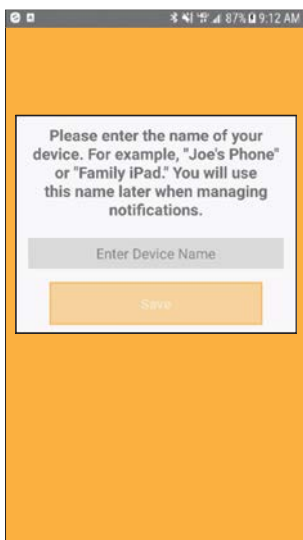 87% 9:12 AM
Please enter the name of your
device. For example, "Joe's Phone"
or "Family iPad." You will use
this name later when managing
notifications.
Enter Device Name
Save